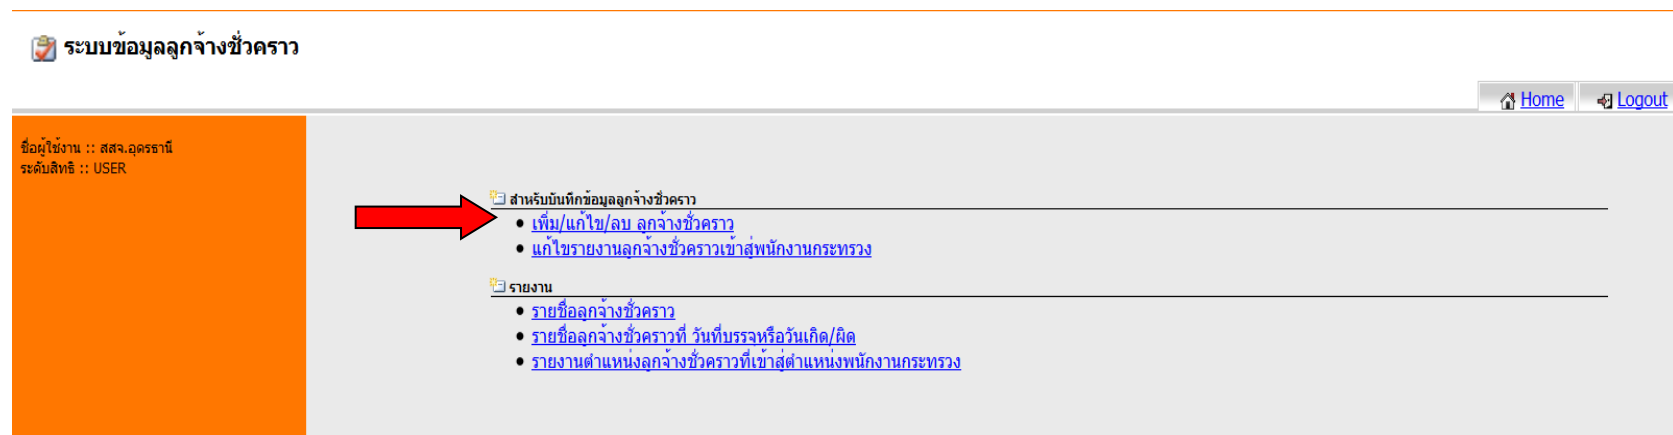 ระบบข้อมูลลูกจ้างชั่วคราว
Home Logout
ชื่อผู้ใช้งาน :: สสจ.อุดรธานี
ระดับสิทธิ :: USER
สำหรับบันทึกข้อมูลลูกจ้างชั่วคราว
เพิ่ม/แก้ไข/ลบ ลูกจ้างชั่วคราว
แก้ไขรายงานลูกจ้างชั่วคราวเข้าสู่พนักงานกระทรวง
รายงาน
รายชื่อลูกจ้างชั่วคราว
รายชื่อลูกจ้างชั่วคราวที่ วันที่บรรจุหรือวันเกิด/ผิด
รายงานตำแหน่งลูกจ้างชั่วคราวที่เข้าสู่ตำแหน่งพนักงานกระทรวง